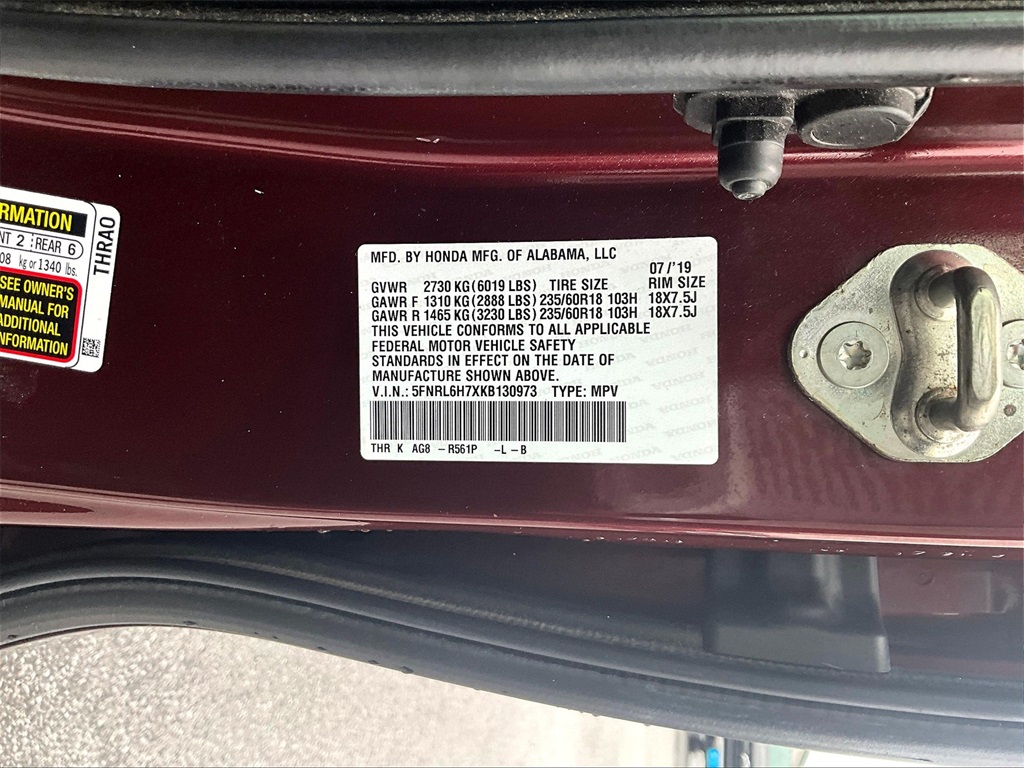 RMATION
NT 2 REAR 6
08 kg or 1340 lbs.
SEE OWNER'S
MANUAL FOR
ADDITIONAL
INFORMATION
THRAO
MFD. BY HONDA MFG. OF ALABAMA, LLC
07/'19
GVWR 2730 KG(6019 LBS) TIRE SIZE RIM SIZE
GAWR F 1310 KG(2888 LBS) 235/60R18 103H 18X7.5J
GAWR R 1465 KG(3230 LBS) 235/60R18 103H 18X7.5J
THIS VEHICLE CONFORMS TO ALL APPLICABLE
FEDERAL MOTOR VEHICLE SAFETY
STANDARDS IN EFFECT ON THE DATE OF
MANUFACTURE SHOWN ABOVE.
V.I.N.: 5FNRL6H7XKB130973 TYPE: MPV
THR K AG8 -R561P -L -B